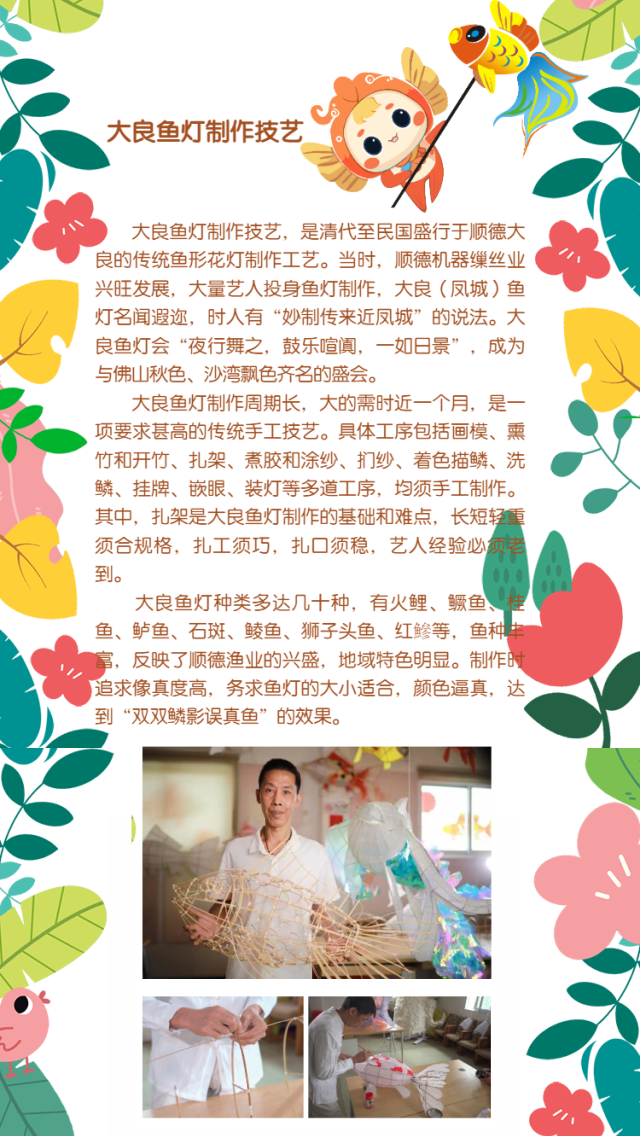 大良鱼灯制作技艺
大良鱼灯制作技艺，是清代至民国盛行于顺德大
良的传统鱼形花灯制作工艺。当时，顺德机器缫丝业
兴旺发展，大量艺人投身鱼灯制作，大良（凤城）鱼
灯名闻遐迩，时人有“妙制传来近凤城”的说法。大
良鱼灯会“夜行舞之，鼓乐喧阗，一如日景”，成为
与佛山秋色、沙湾飘色齐名的盛会。
大良鱼灯制作周期长，大的需时近一个月，是一
项要求甚高的传统手工技艺。具体工序包括画模、熏
竹和开竹、扎架、煮胶和涂纱、扪纱、着色描鳞、洗
鳞、挂牌、嵌眼、装灯等多道工序，均须手工制作。
其中，扎架是大良鱼灯制作的基础和难点，长短轻重
须合规格，扎工须巧，扎口须稳，艺人经验必须老
到。
大良鱼灯种类多达几十种，有火鲤、鳜鱼、桂
鱼、鲈鱼、石斑、鲮鱼、狮子头鱼、红鰺等，鱼种丰
富，反映了顺德渔业的兴盛，地域特色明显。制作时
追求像真度高，务求鱼灯的大小适合，颜色逼真，达
到“双双鳞影误真鱼”的效果。